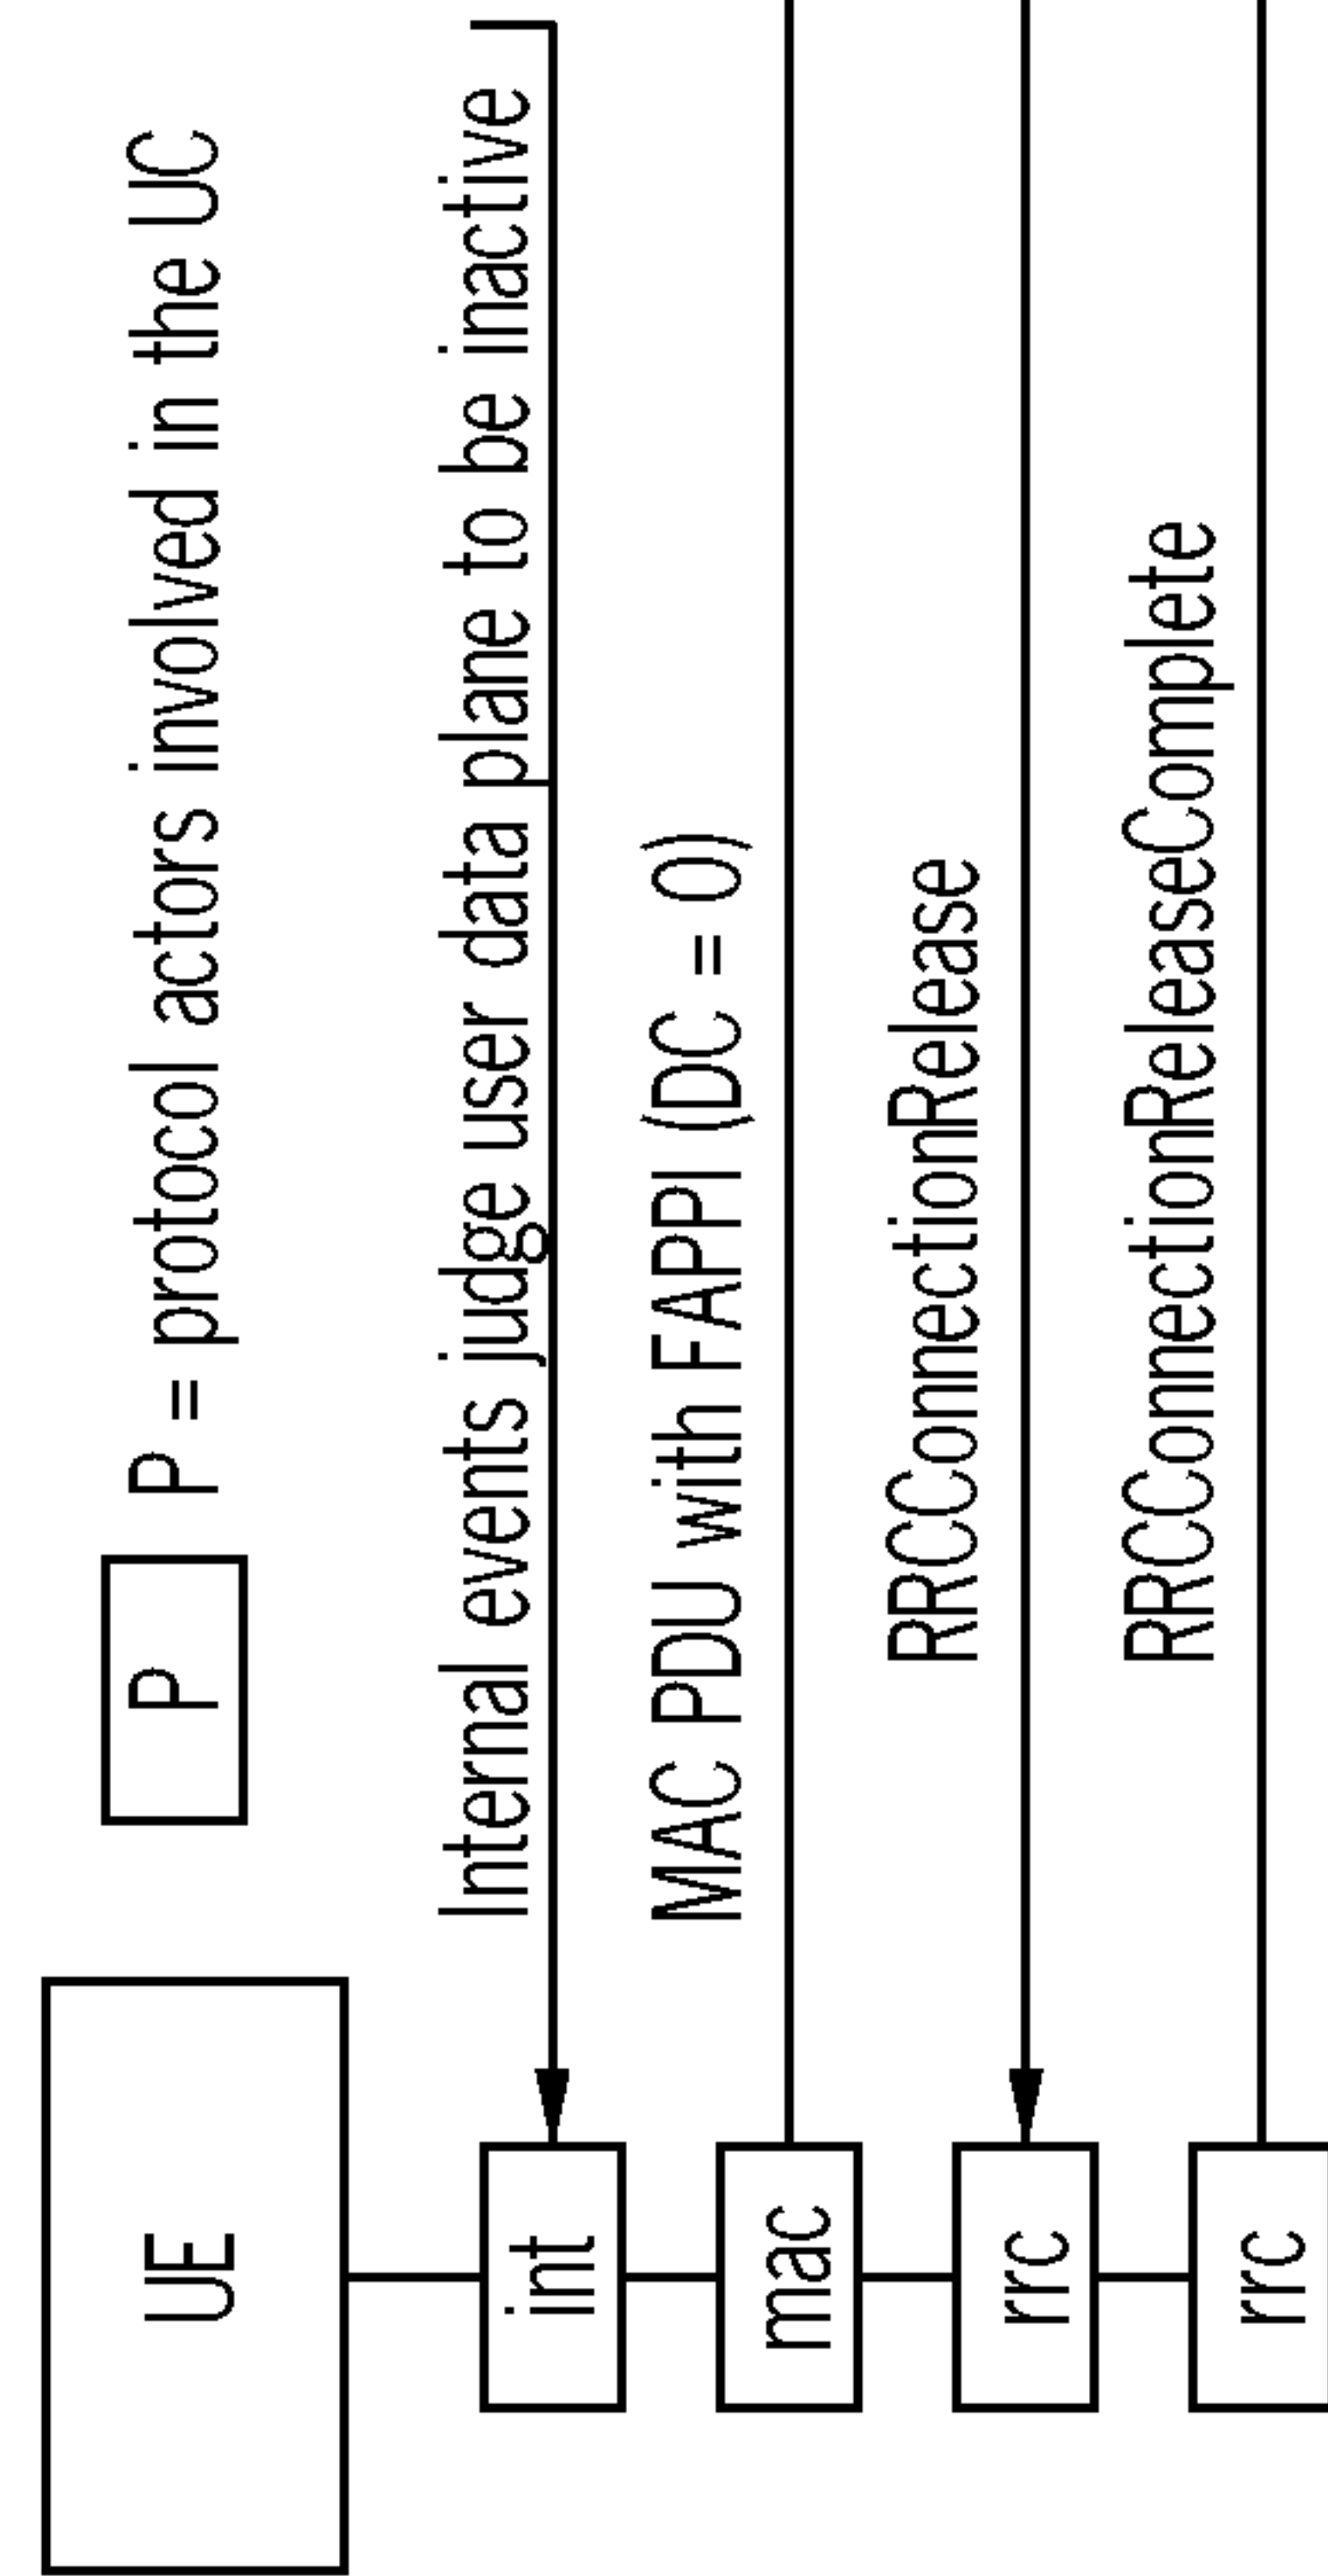 UE
P
P = protocol actors involved in the UC
Internal events judge user data plane to be inactive
int
MAC PDU with FAPPI (DC = 0)
mac
RRCConnectionRelease
rrc
RRCConnectionReleaseComplete
rrc